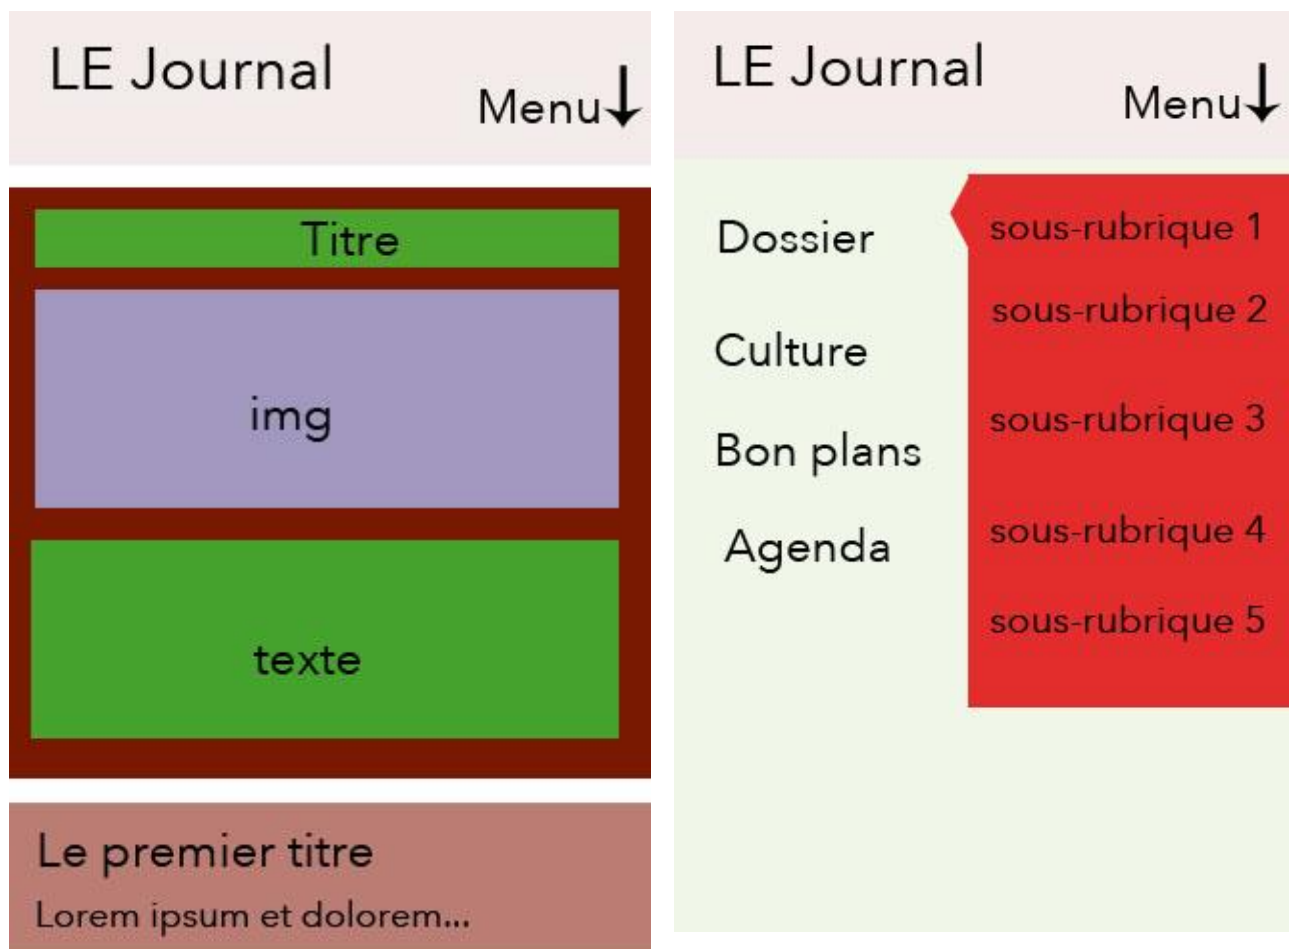 LE Journal
Menu
Titre
img
texte
Le premier titre
Lorem ipsum et dolorem...
LE Journal
Menu
Dossier
Culture
Bon plans
Agenda
sous-rubrique 1
sous-rubrique 2
sous-rubrique 3
sous-rubrique 4
sous-rubrique 5